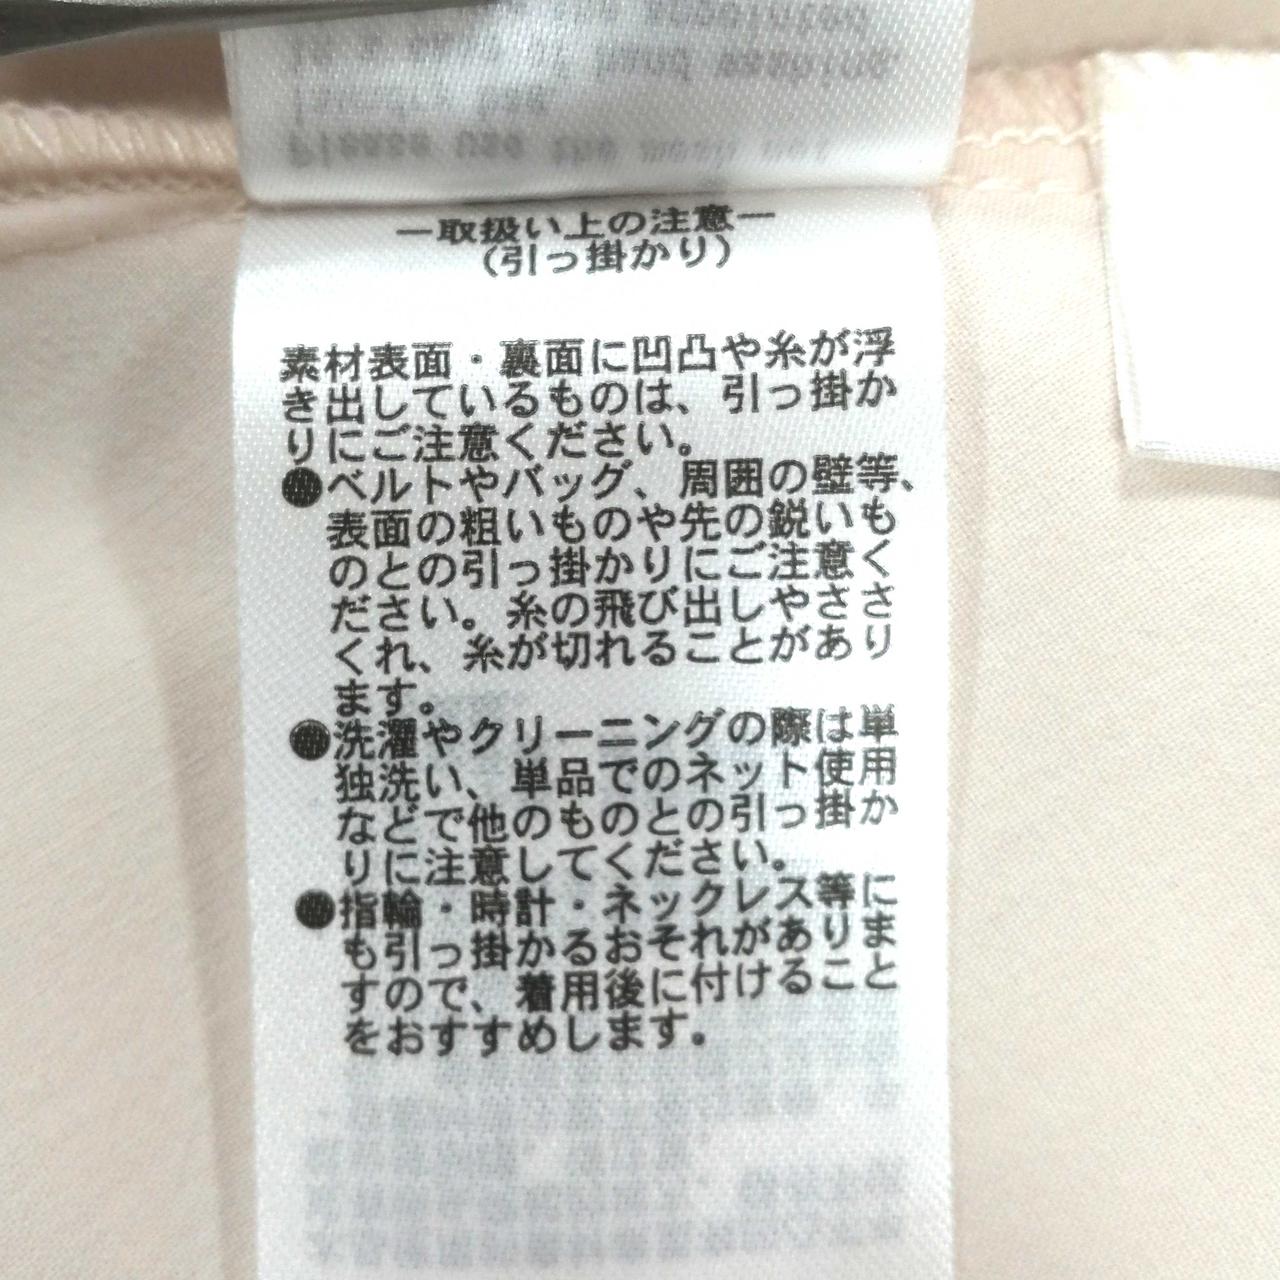 Please use the mesh net
―取扱い上の注意―
（引っ掛かり）
素材表面・裏面に凹凸や糸が浮
き出しているものは、引っ掛か
りにご注意ください。
●ベルトやバッグ、周囲の壁等、
表面の粗いものや先の鋭いも
のとの引っ掛かりにご注意く
ださい。糸の飛び出しやささ
くれ、糸が切れることがあり
ます。
●洗濯やクリーニングの際は単
独洗い、単品でのネット使用
などで他のものとの引っ掛か
りに注意してください。
●指輪・時計・ネックレス等に
も引っ掛かるおそれがありま
すので、着用後に付けること
をおすすめします。